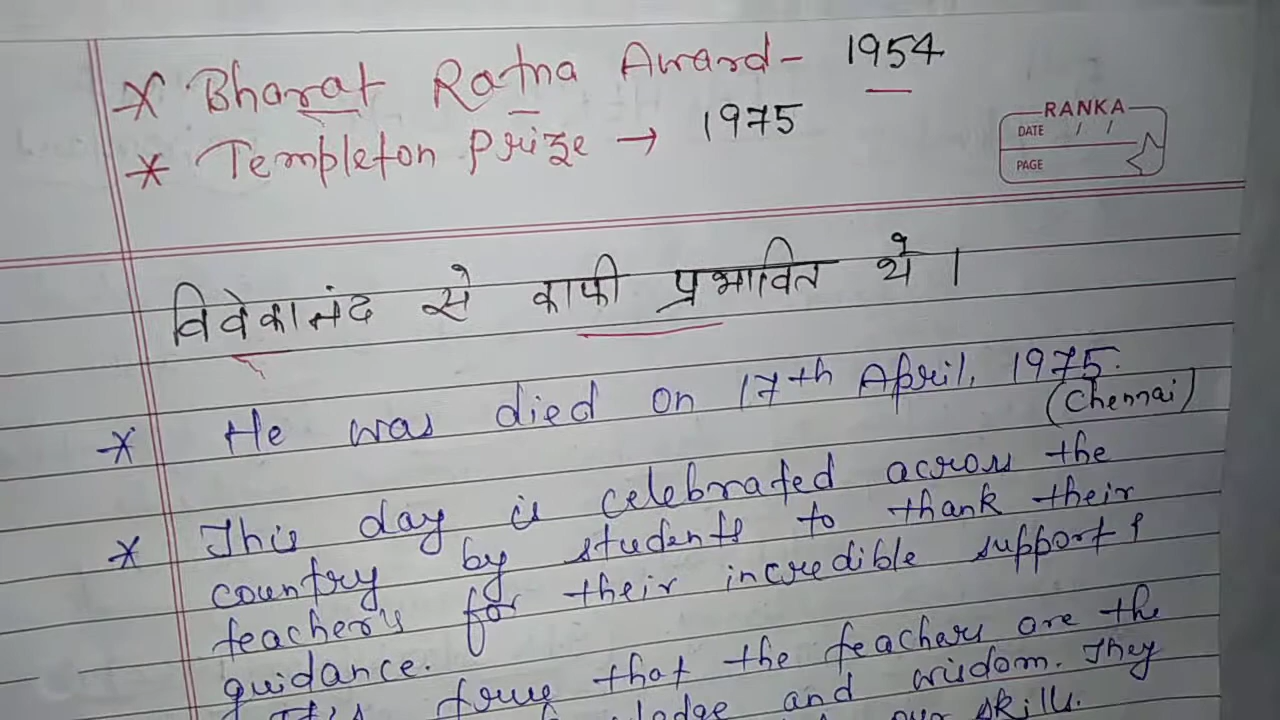 * Bharat Ratna Award - 1954
* Templeton Prize → 1975
RANKA
DATE / /
PAGE
विवेकानंद से काफी प्रभावित थे ।
* He was died on 17th April, 1975.
(Chennai)
* This day is celebrated across the
country by students to thank their
teacher's for their incredible support &
guidance.
that the teachers are the
and wisdom. They
our skills.